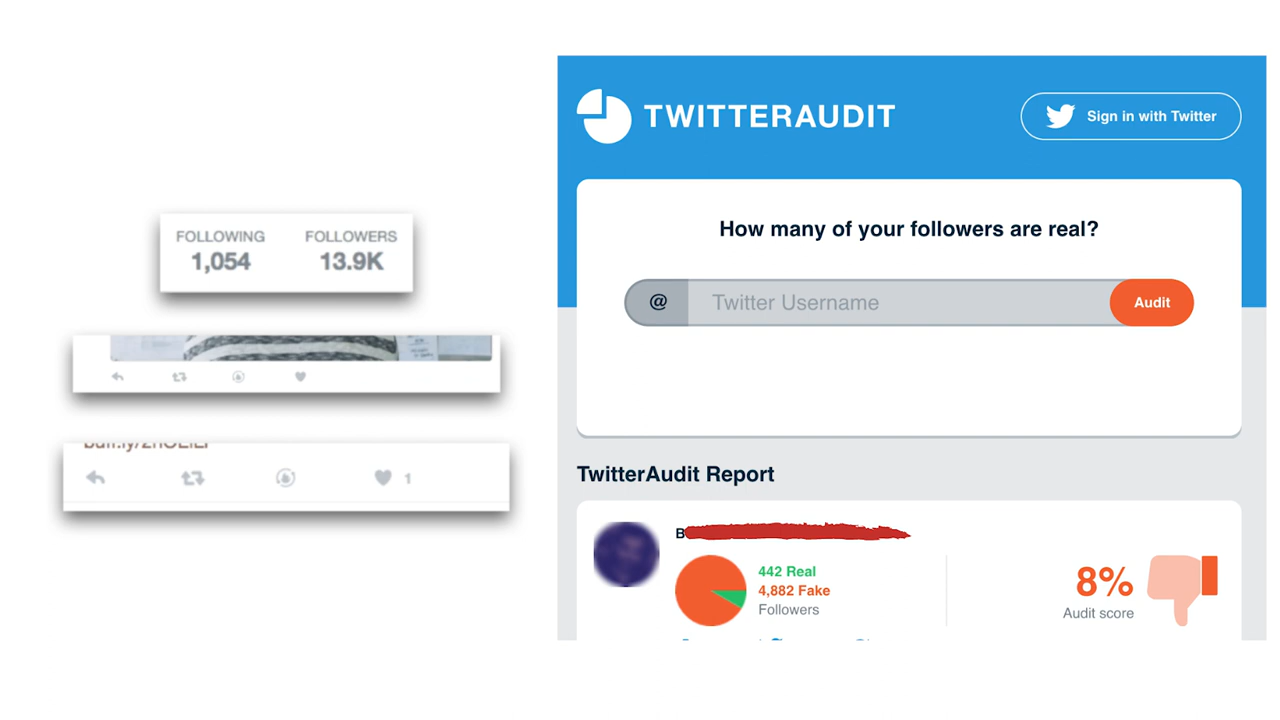 FOLLOWING FOLLOWERS
1,054 13.9K
1
TWITTERAUDIT
Sign in with Twitter
How many of your followers are real?
@ Twitter Username Audit
TwitterAudit Report
B
442 Real
4,882 Fake
Followers
8%
Audit score